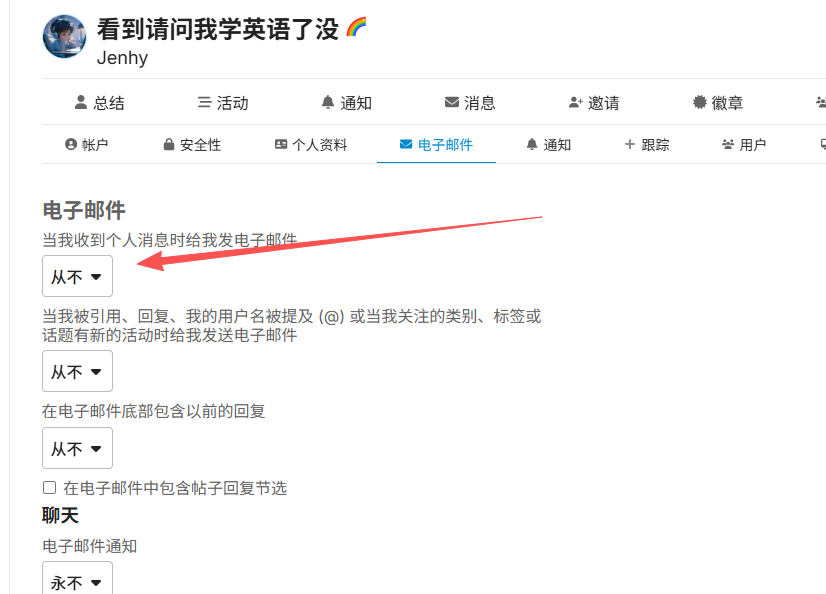 看到请问我学英语了没 🌈
Jenhy
总结 活动 通知 消息 邀请 徽章
帐户 安全性 个人资料 电子邮件 通知 跟踪 用户
电子邮件
当我收到个人消息时给我发电子邮件
从不
当我被引用、回复、我的用户名被提及 (@) 或当我关注的类别、标签或
话题有新的活动时给我发送电子邮件
从不
在电子邮件底部包含以前的回复
从不
在电子邮件中包含帖子回复节选
聊天
电子邮件通知
永不